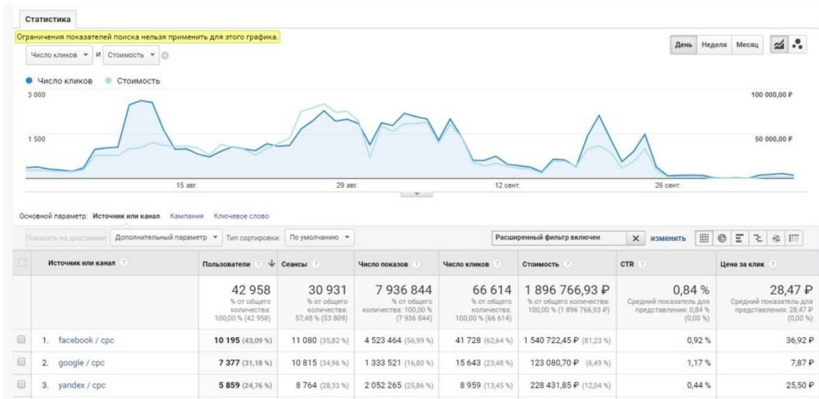 Статистика
Ограничения показателей поиска нельзя применить для этого графика.
Число кликов и Стоимость
День Неделя Месяц
Число кликов Стоимость
3 000 100 000,00 ₽
1 500 50 000,00 ₽
15 авг. 29 авг. 12 сент. 26 сент.
Основной параметр: Источник или канал Кампания Ключевое слово
Показать на диаграмме Дополнительный параметр Тип сортировки: По умолчанию Расширенный фильтр включен изменить
Источник или канал Пользователи Сеансы Число показов Число кликов Стоимость CTR Цена за клик
42 958 30 931 7 936 844 66 614 1 896 766,93 ₽ 0,84 % 28,47 ₽
% от общего % от общего % от общего % от общего % от общего количества: Средний показатель для Средний показатель для
количества: количества: количества: 100,00 % количества: 100,00 % (1 896 766,93 ₽) представления: 0,84 % представления: 28,47 ₽
100,00 % (42 958) 57,48 % (53 809) (7 936 844) 100,00 % (66 614) (0,00 %) (0,00 %)
1. facebook / cpc 10 195 (43,09 %) 11 080 (35,82 %) 4 523 464 (56,99 %) 41 728 (62,64 %) 1 540 722,45 ₽ (81,23 %) 0,92 % 36,92 ₽
2. google / cpc 7 377 (31,18 %) 10 815 (34,96 %) 1 333 521 (16,80 %) 15 643 (23,48 %) 123 080,70 ₽ (6,49 %) 1,17 % 7,87 ₽
3. yandex / cpc 5 859 (24,76 %) 8 764 (28,33 %) 2 052 265 (25,86 %) 8 959 (13,45 %) 228 431,85 ₽ (12,04 %) 0,44 % 25,50 ₽